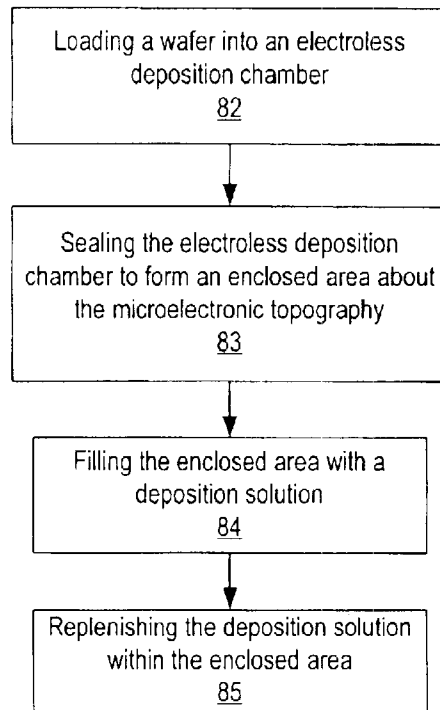 Loading a wafer into an electroless
deposition chamber
82
Sealing the electroless deposition
chamber to form an enclosed area about
the microelectronic topography
83
Filling the enclosed area with a
deposition solution
84
Replenishing the deposition solution
within the enclosed area
85